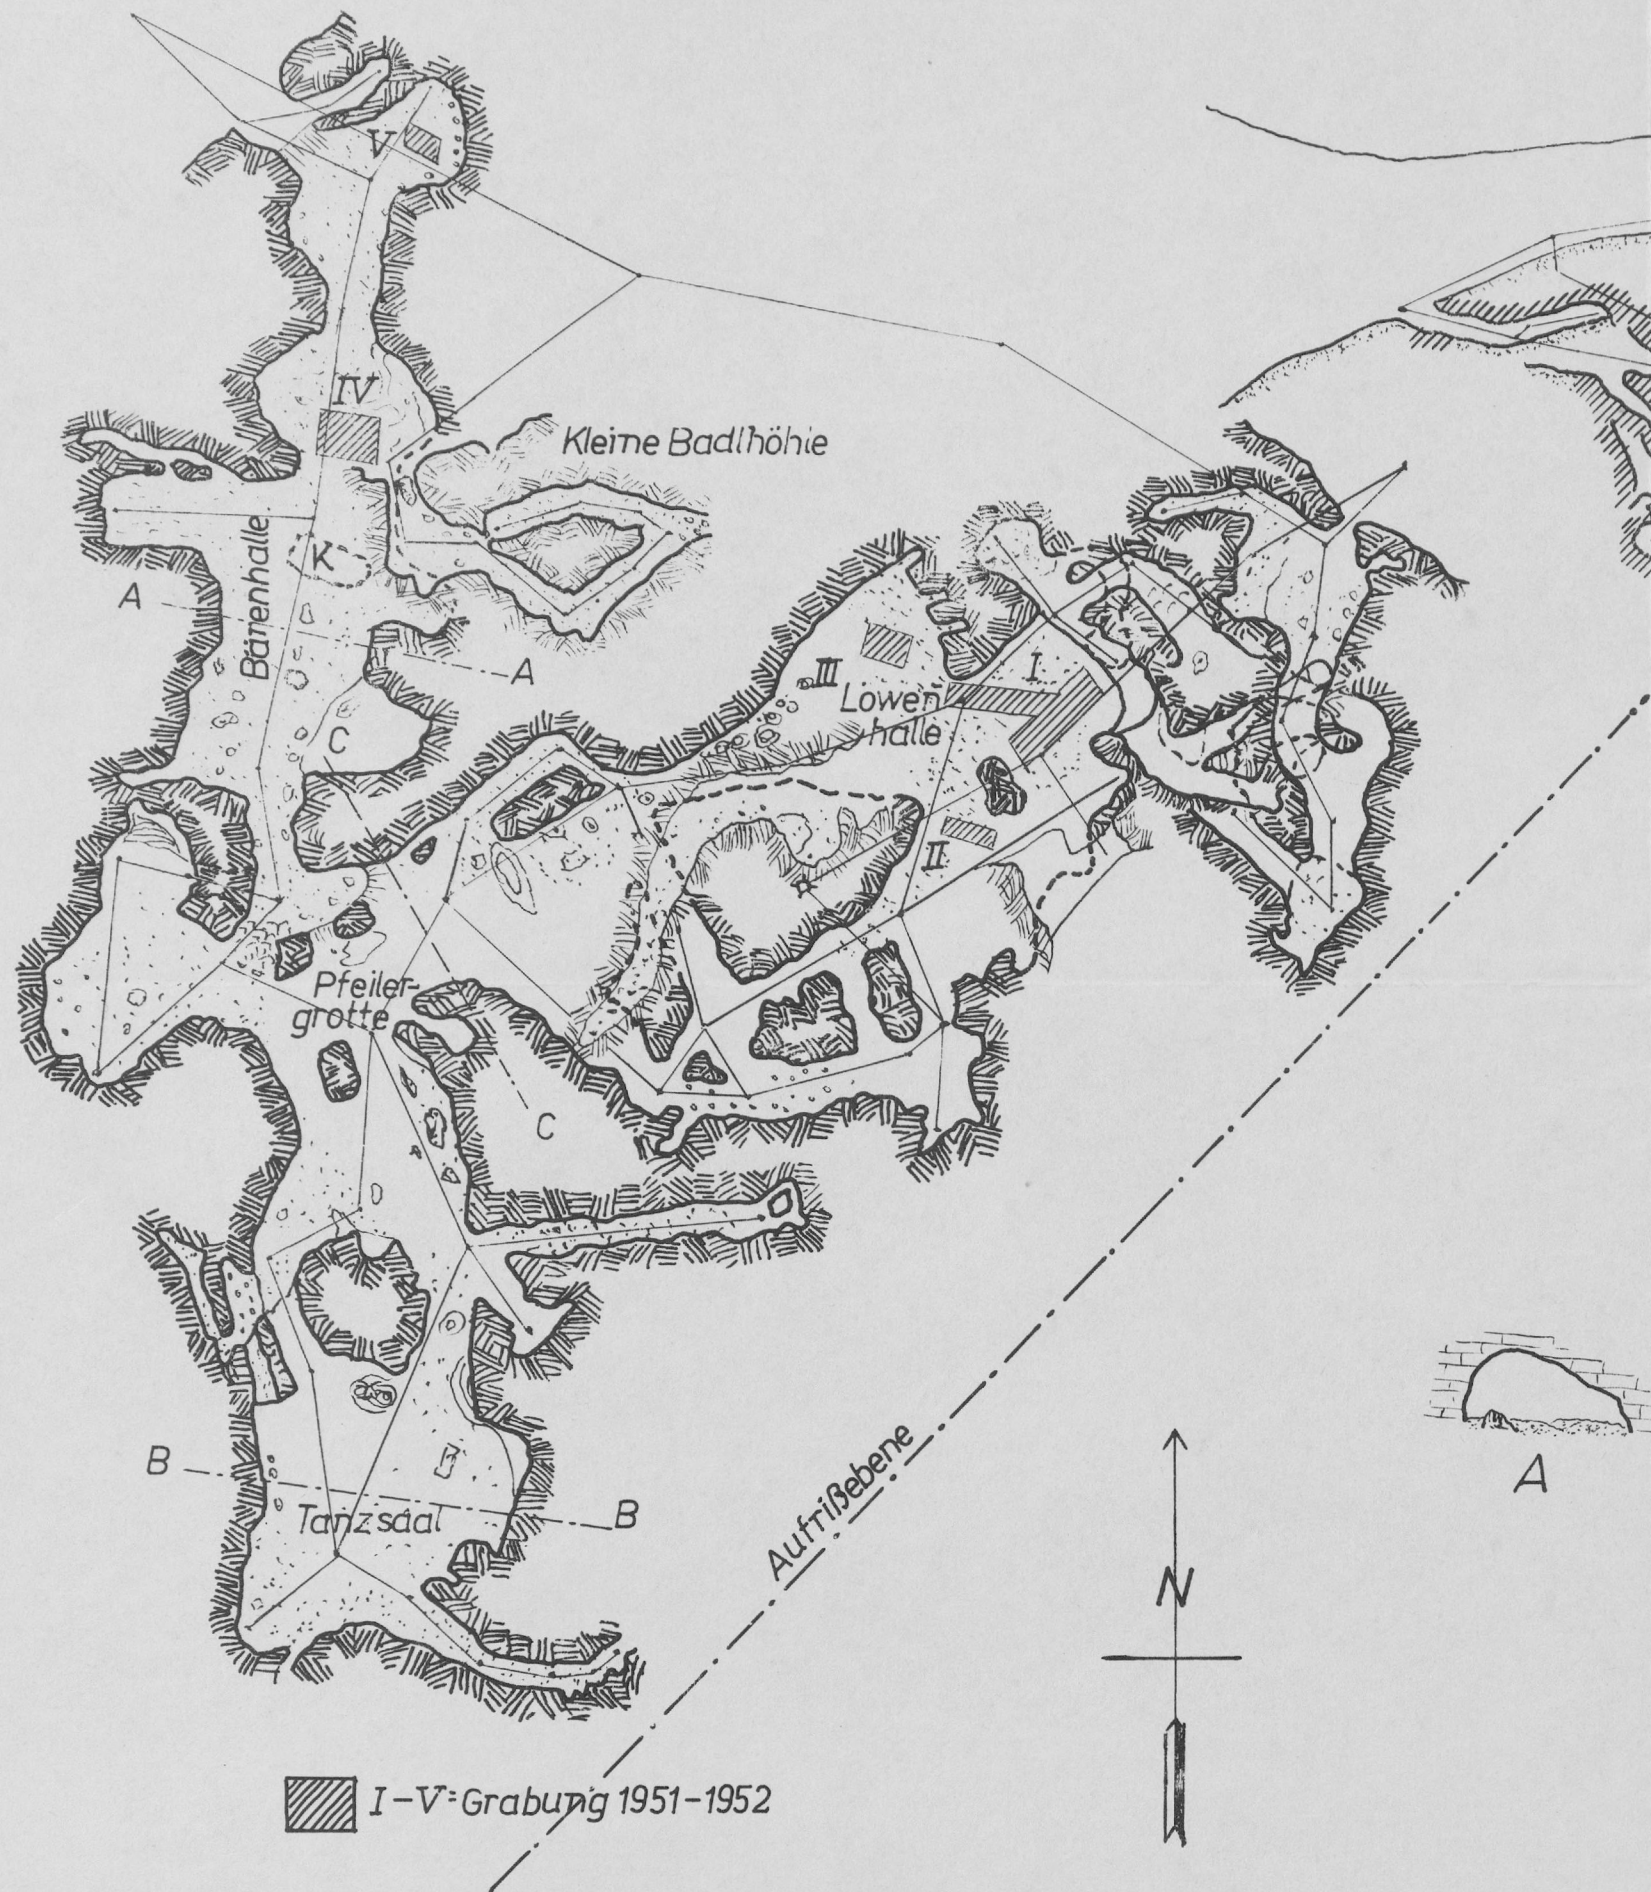 V
IV
Kleine Badlhöhle
K
A
Bärenhalle
A
I
III
Löwen
halle
C
II
Pfeiler-
grotte
C
Aufrißebene
A
B
Tanzsaal
B
N
I-V=Grabung 1951-1952